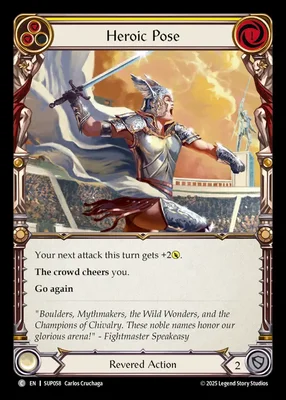 Heroic Pose
Your next attack this turn gets +2
The crowd cheers you.
Go again
"Boulders, Mythmakers, the Wild Wonders, and the
Champions of Chivalry. These noble names honor our
glorious arena!" - Fightmaster Speakeasy
Revered Action
2
C EN | SUP058 Carlos Cruchaga
© 2025 Legend Story Studios